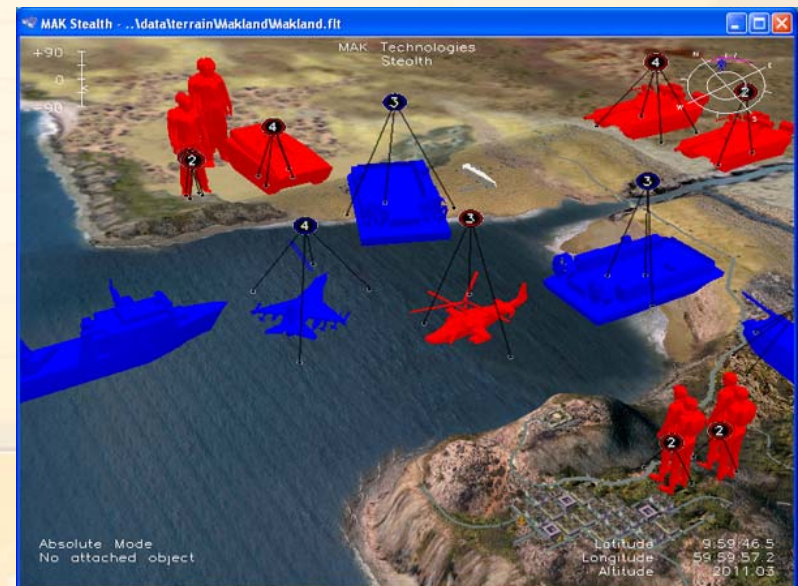 MAK Stealth - ..\data\terrain\Makland\Makland.flt
+90
0
-90
MAK Technologies
Stealth
N
E
W
S
4
2
3
4
2
3
4
3
2
2
Absolute Mode
No attached object
Latitude 9:59:46.5
Longitude 59:59:57.2
Altitude 2011.03